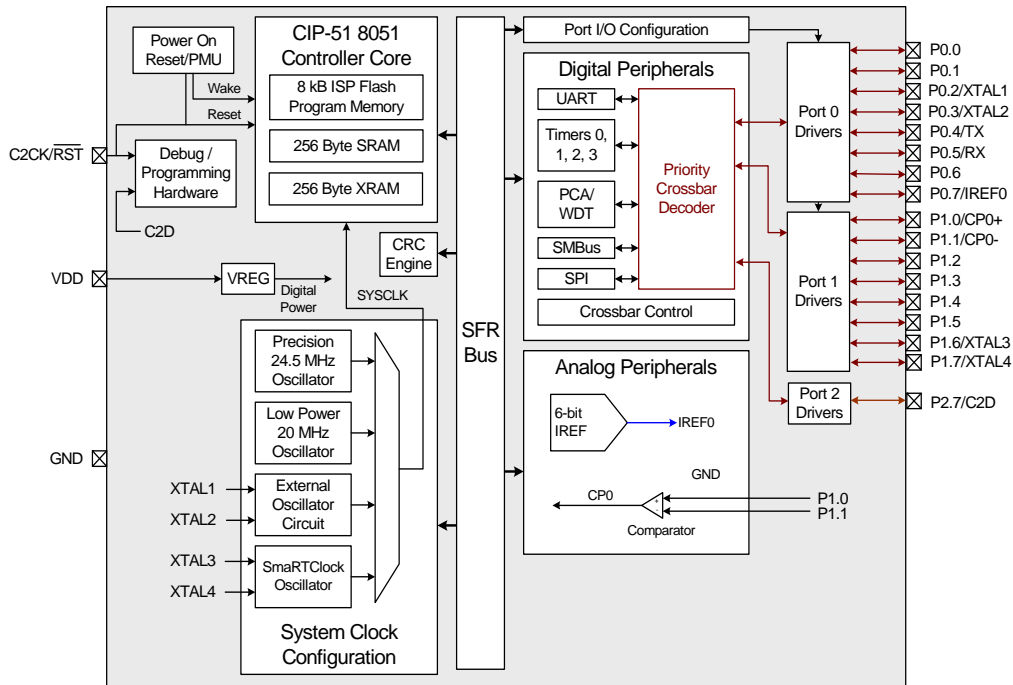 Power On
Reset/PMU
Wake
Reset
C2CK/RST
Debug /
Programming
Hardware
C2D
VDD
VREG
Digital
Power
GND
CIP-51 8051
Controller Core
8 kB ISP Flash
Program Memory
256 Byte SRAM
256 Byte XRAM
CRC
Engine
SYSCLK
Precision
24.5 MHz
Oscillator
Low Power
20 MHz
Oscillator
External
Oscillator
Circuit
SmaRTClock
Oscillator
XTAL1
XTAL2
XTAL3
XTAL4
System Clock
Configuration
SFR
Bus
Port I/O Configuration
Digital Peripherals
UART
Timers 0,
1, 2, 3
PCA/
WDT
SMBus
SPI
Priority
Crossbar
Decoder
Crossbar Control
Analog Peripherals
6-bit
IREF
IREF0
GND
CP0
+
-
Comparator
P1.0
P1.1
Port 0
Drivers
Port 1
Drivers
Port 2
Drivers
P0.0
P0.1
P0.2/XTAL1
P0.3/XTAL2
P0.4/TX
P0.5/RX
P0.6
P0.7/IREF0
P1.0/CP0+
P1.1/CP0-
P1.2
P1.3
P1.4
P1.5
P1.6/XTAL3
P1.7/XTAL4
P2.7/C2D